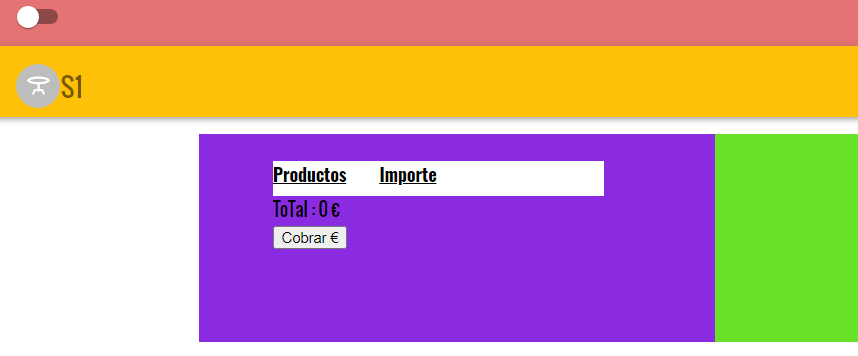 S1
Productos Importe
ToTal : 0 €
Cobrar €